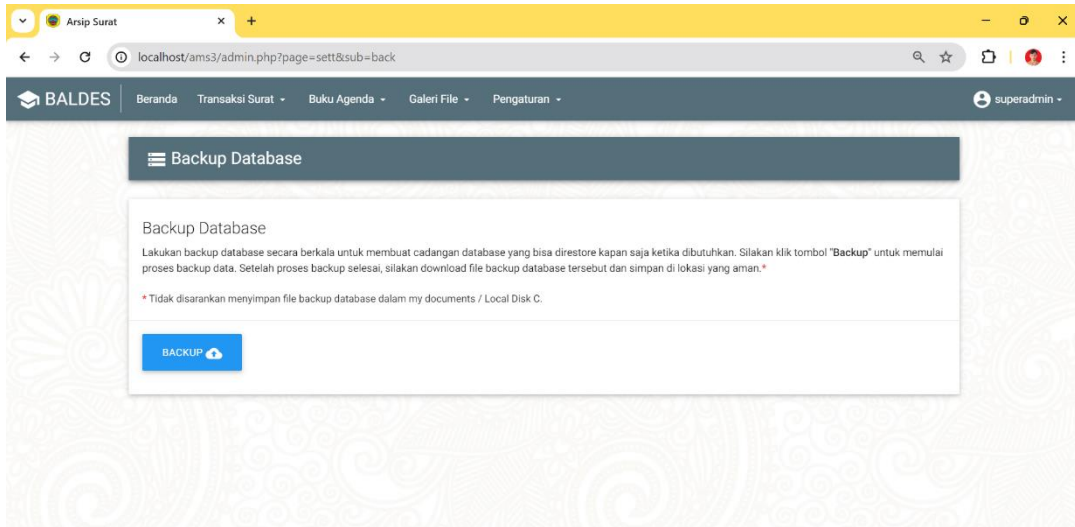 Arsip Surat
localhost/ams3/admin.php?page=sett&sub=back
BALDES
Beranda
Transaksi Surat
Buku Agenda
Galeri File
Pengaturan
superadmin
Backup Database
Backup Database
Lakukan backup database secara berkala untuk membuat cadangan database yang bisa direstore kapan saja ketika dibutuhkan. Silakan klik tombol "Backup" untuk memulai
proses backup data. Setelah proses backup selesai, silakan download file backup database tersebut dan simpan di lokasi yang aman.*
* Tidak disarankan menyimpan file backup database dalam my documents / Local Disk C.
BACKUP